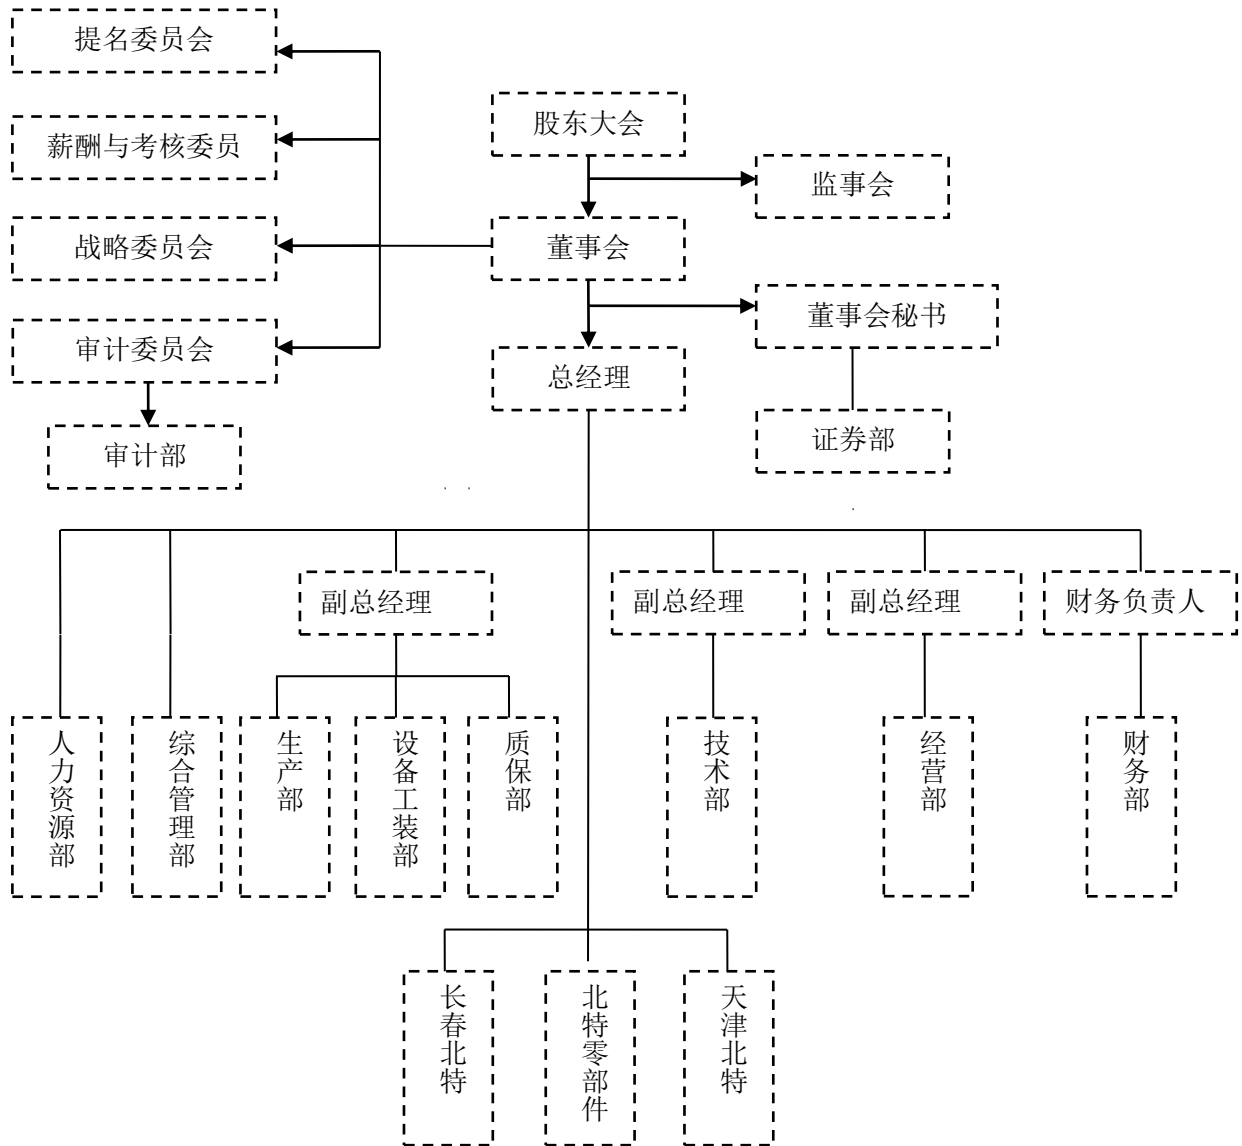 提名委员会
股东大会
薪酬与考核委员
监事会
战略委员会
董事会
董事会秘书
审计委员会
总经理
证券部
审计部
副总经理
副总经理
副总经理
财务负责人
人力资源部
综合管理部
生产部
设备工装部
质保部
技术部
经营部
财务部
长春北特
北特零部件
天津北特